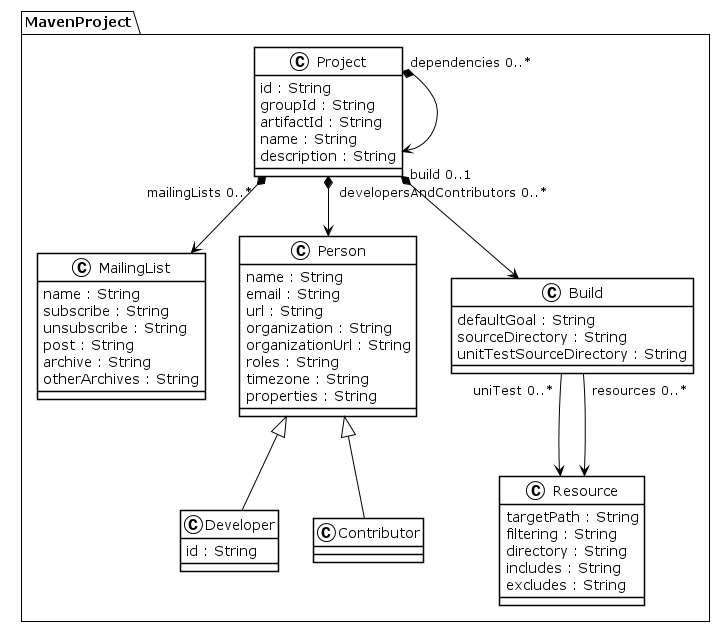 MavenProject
C Project
id : String
groupId : String
artifactId : String
name : String
description : String
dependencies 0..*
build 0..1
mailingLists 0..*
developersAndContributors 0..*
C MailingList
name : String
subscribe : String
unsubscribe : String
post : String
archive : String
otherArchives : String
C Person
name : String
email : String
url : String
organization : String
organizationUrl : String
roles : String
timezone : String
properties : String
C Build
defaultGoal : String
sourceDirectory : String
unitTestSourceDirectory : String
uniTest 0..*
resources 0..*
C Developer
id : String
C Contributor
C Resource
targetPath : String
filtering : String
directory : String
includes : String
excludes : String